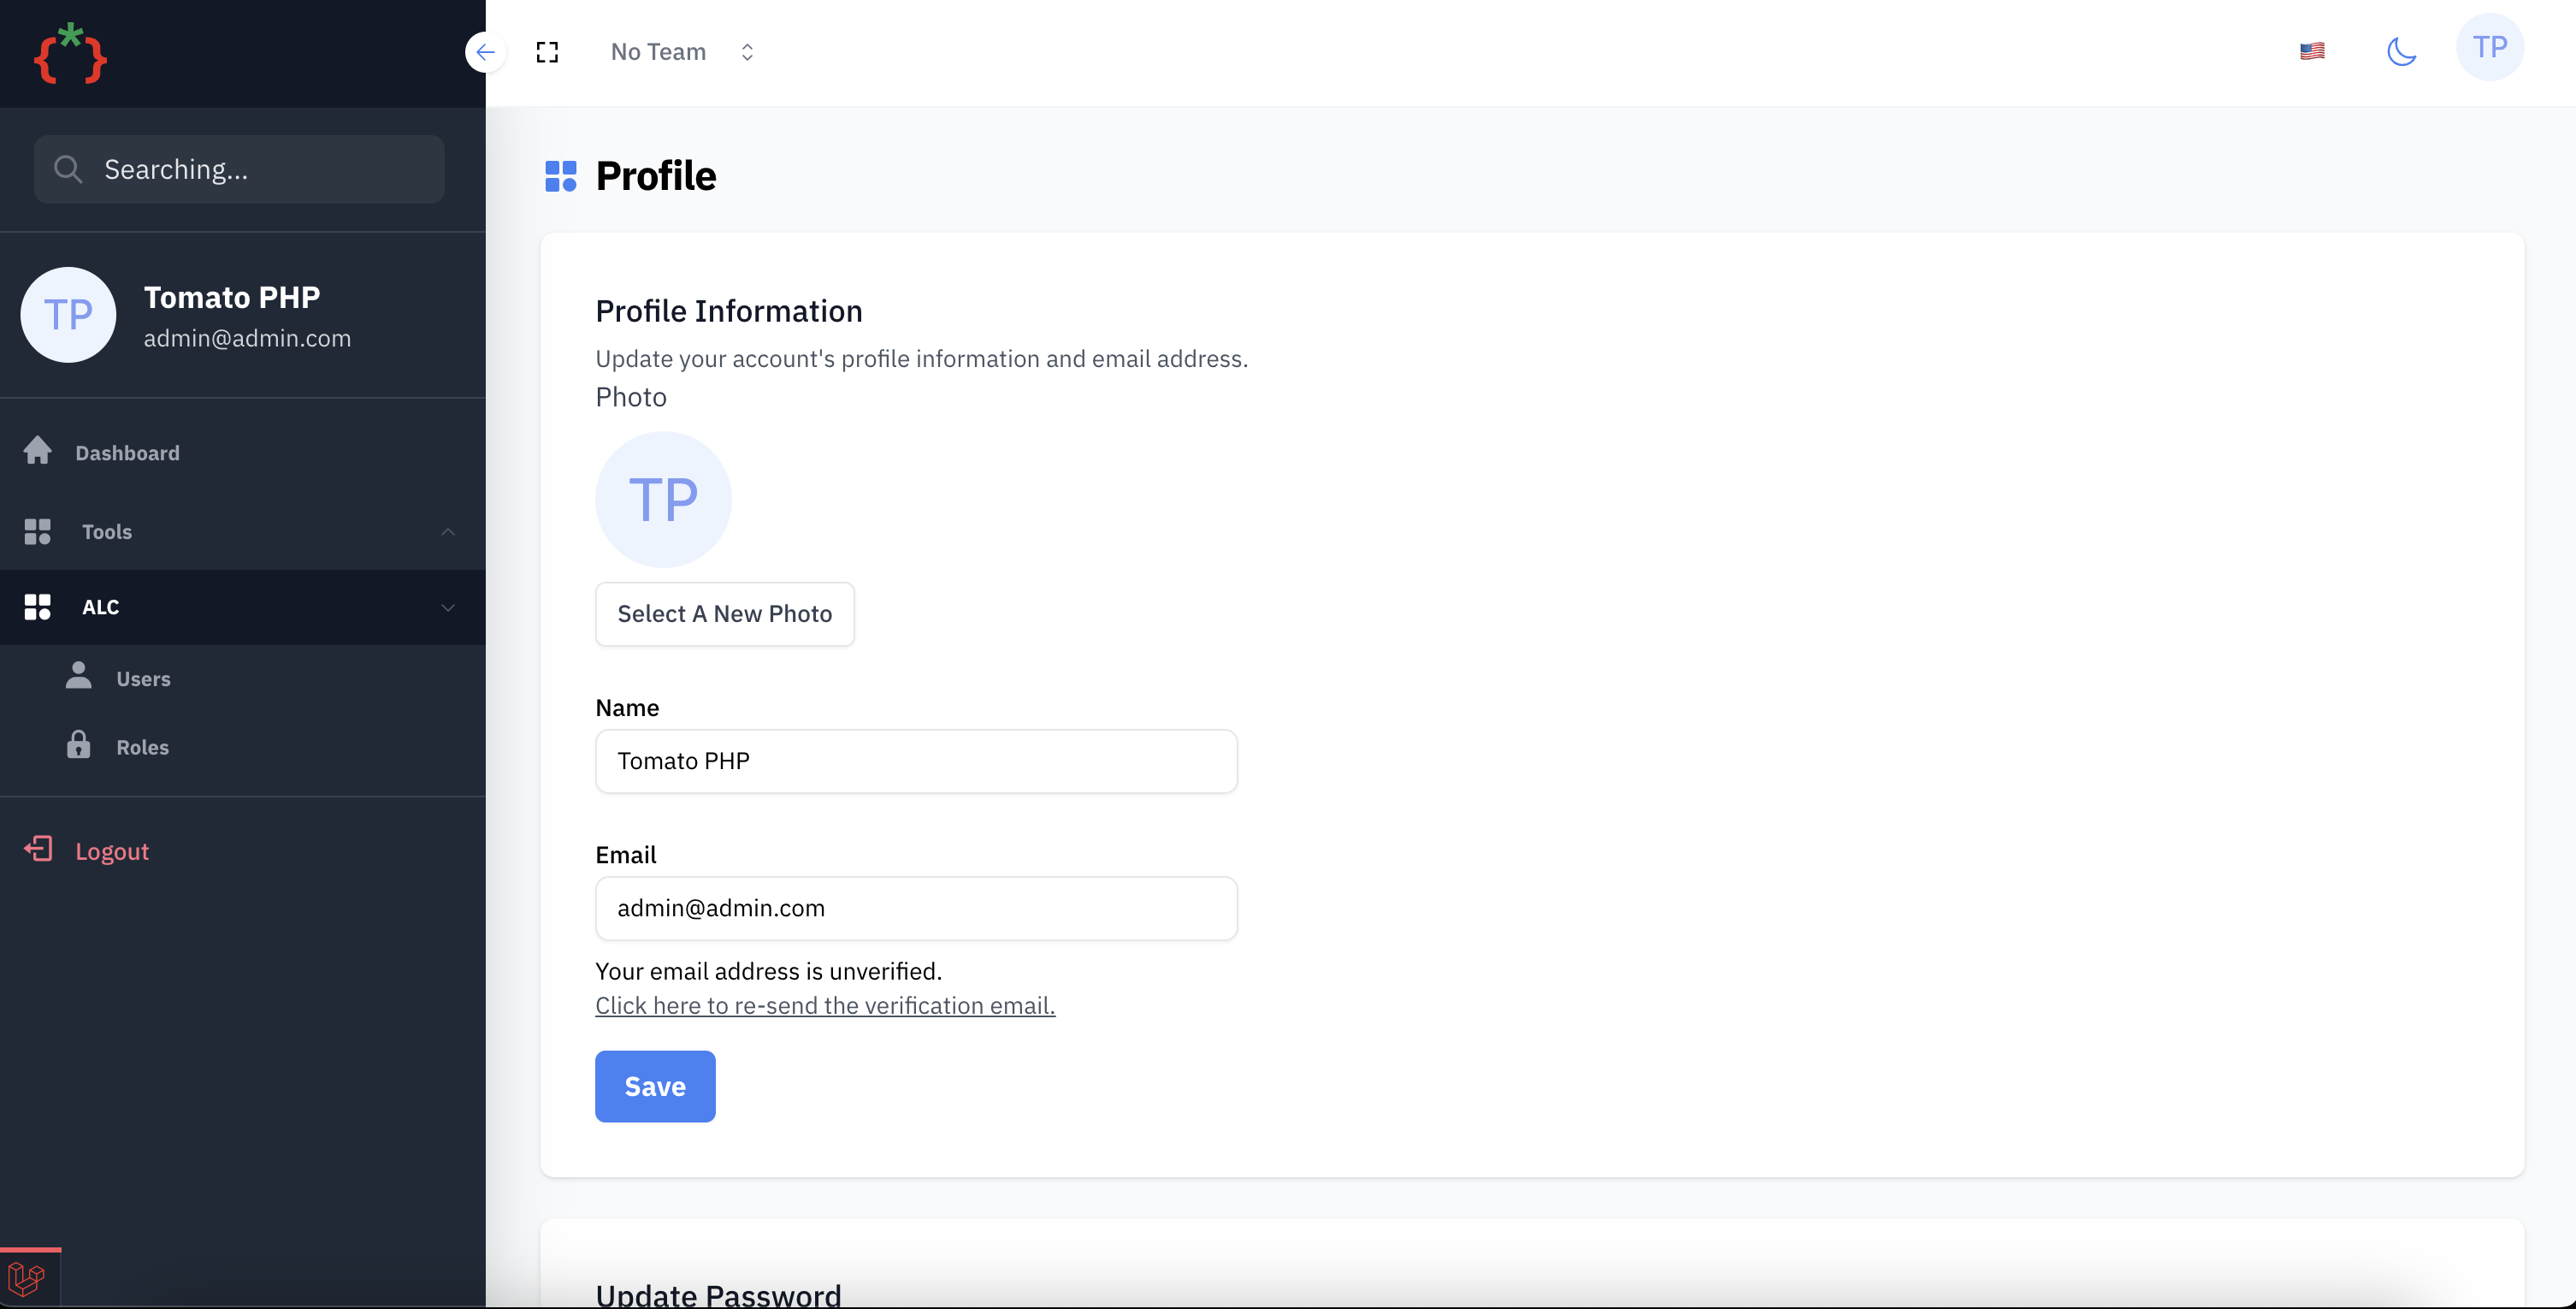 {*}
Searching...
TP
Tomato PHP
admin@admin.com
Dashboard
Tools
ALC
Users
Roles
Logout
No Team
TP
Profile
Profile Information
Update your account's profile information and email address.
Photo
TP
Select A New Photo
Name
Tomato PHP
Email
admin@admin.com
Your email address is unverified.
Click here to re-send the verification email.
Save
Update Password